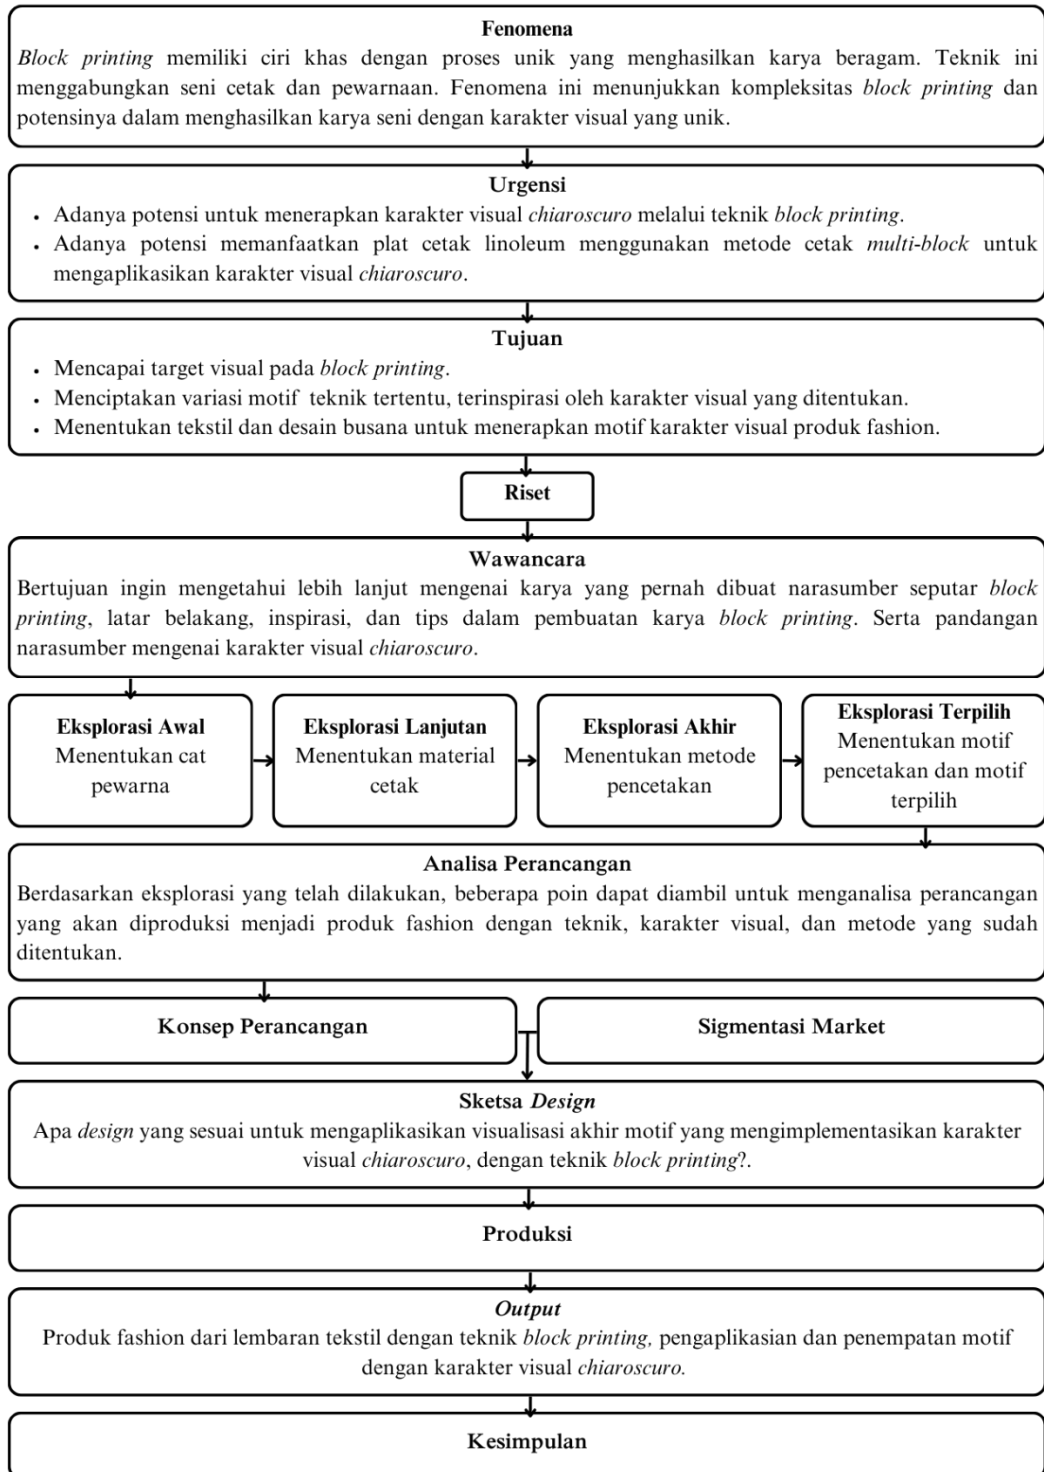 Fenomena
Block printing memiliki ciri khas dengan proses unik yang menghasilkan karya beragam. Teknik ini
menggabungkan seni cetak dan pewarnaan. Fenomena ini menunjukkan kompleksitas block printing dan
potensinya dalam menghasilkan karya seni dengan karakter visual yang unik.
Urgensi
• Adanya potensi untuk menerapkan karakter visual chiaroscuro melalui teknik block printing.
• Adanya potensi memanfaatkan plat cetak linoleum menggunakan metode cetak multi-block untuk
mengaplikasikan karakter visual chiaroscuro.
Tujuan
• Mencapai target visual pada block printing.
• Menciptakan variasi motif teknik tertentu, terinspirasi oleh karakter visual yang ditentukan.
• Menentukan tekstil dan desain busana untuk menerapkan motif karakter visual produk fashion.
Riset
Wawancara
Bertujuan ingin mengetahui lebih lanjut mengenai karya yang pernah dibuat narasumber seputar block
printing, latar belakang, inspirasi, dan tips dalam pembuatan karya block printing. Serta pandangan
narasumber mengenai karakter visual chiaroscuro.
Eksplorasi Awal
Menentukan cat
pewarna
Eksplorasi Lanjutan
Menentukan material
cetak
Eksplorasi Akhir
Menentukan metode
pencetakan
Eksplorasi Terpilih
Menentukan motif
pencetakan dan motif
terpilih
Analisa Perancangan
Berdasarkan eksplorasi yang telah dilakukan, beberapa poin dapat diambil untuk menganalisa perancangan
yang akan diproduksi menjadi produk fashion dengan teknik, karakter visual, dan metode yang sudah
ditentukan.
Konsep Perancangan
Sigmentasi Market
Sketsa Design
Apa design yang sesuai untuk mengaplikasikan visualisasi akhir motif yang mengimplementasikan karakter
visual chiaroscuro, dengan teknik block printing?.
Produksi
Output
Produk fashion dari lembaran tekstil dengan teknik block printing, pengaplikasian dan penempatan motif
dengan karakter visual chiaroscuro.
Kesimpulan